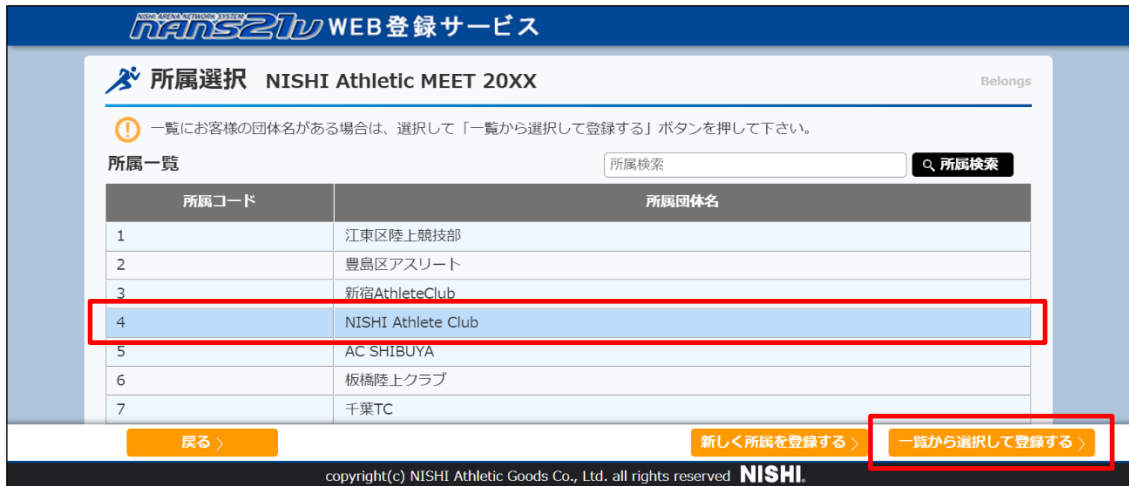 NISHI ARENA NETWORK SYSTEM
nANS21V WEB登録サービス
所属選択 NISHI Athletic MEET 20XX
Belongs
一覧にお客様の団体名がある場合は、選択して「一覧から選択して登録する」ボタンを押して下さい。
所属一覧
所属検索
所属検索
所属コード 所属団体名
1 江東区陸上競技部
2 豊島区アスリート
3 新宿AthleteClub
4 NISHI Athlete Club
5 AC SHIBUYA
6 板橋陸上クラブ
7 千葉TC
戻る 〉
新しく所属を登録する 〉
一覧から選択して登録する 〉
copyright(c) NISHI Athletic Goods Co., Ltd. all rights reserved NISHI.